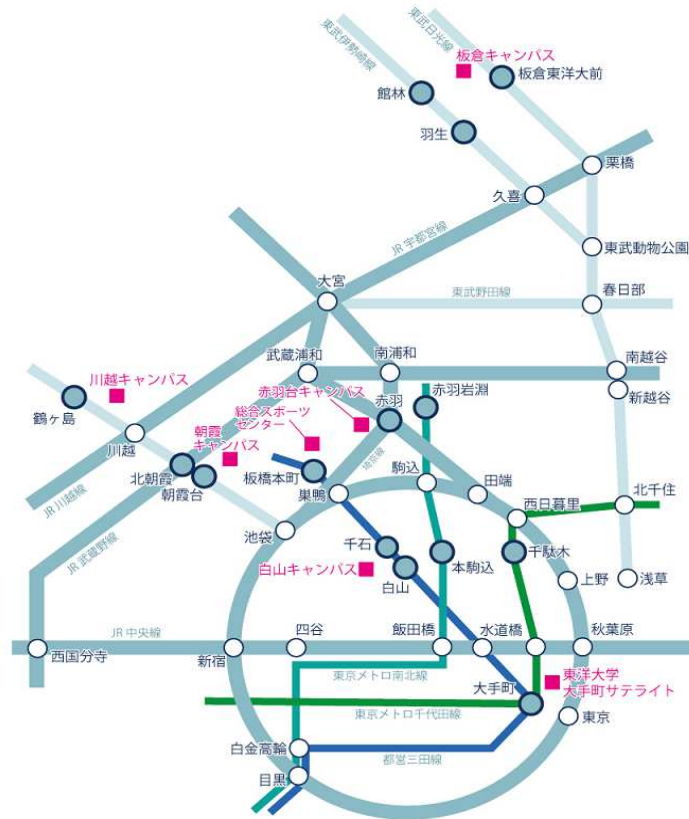 東武伊勢崎線
東武日光線
板倉キャンパス
板倉東洋大前
館林
羽生
栗橋
久喜
JR 宇都宮線
東武動物公園
大宮
東武野田線
春日部
武蔵浦和
南浦和
南越谷
新越谷
川越キャンパス
鶴ヶ島
赤羽台キャンパス
赤羽
赤羽岩淵
総合スポーツ
センター
朝霞
キャンパス
川越
北朝霞
朝霞台
板橋本町
埼京線
駒込
田端
巣鴨
JR 川越線
JR 武蔵野線
池袋
西日暮里
北千住
千石
白山
白山キャンパス
本駒込
千駄木
上野
浅草
JR 中央線
西国分寺
新宿
四谷
飯田橋
水道橋
秋葉原
東京メトロ南北線
大手町
東洋大学
大手町サテライト
東京メトロ千代田線
東京
白金高輪
都営三田線
目黒